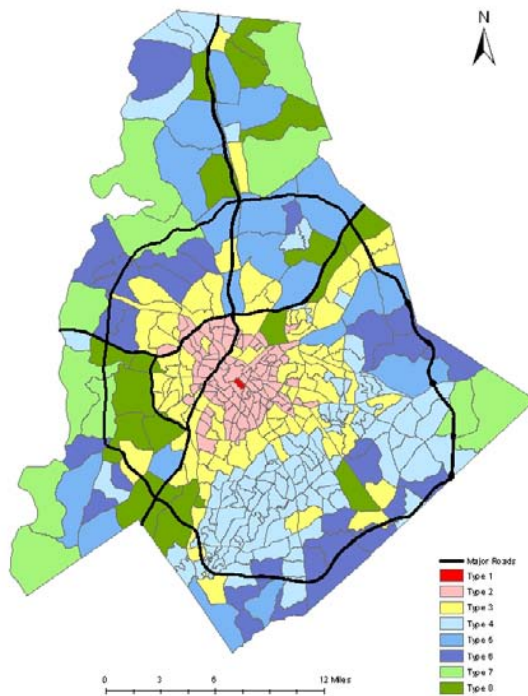 N
Major Roads
Type 1
Type 2
Type 3
Type 4
Type 5
Type 6
Type 7
Type 8
0 3 6 12 Miles